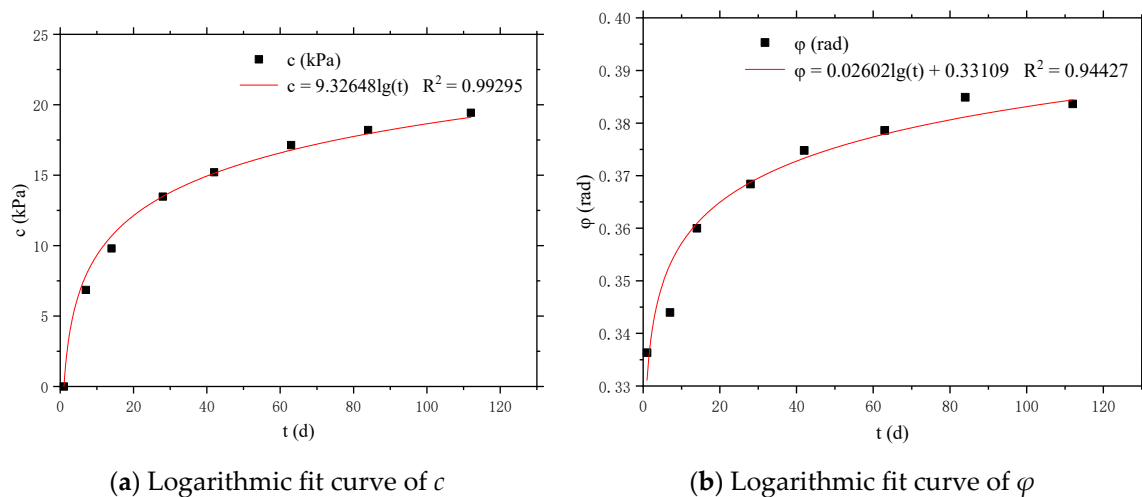 25
20
15
10
5
0
c (kPa)
c (kPa)
c = 9.32648lg(t) R² = 0.99295
0 20 40 60 80 100 120
t (d)
(a) Logarithmic fit curve of c
0.40
0.39
0.38
0.37
0.36
0.35
0.34
0.33
φ (rad)
φ (rad)
φ = 0.02602lg(t) + 0.33109 R² = 0.94427
0 20 40 60 80 100 120
t (d)
(b) Logarithmic fit curve of φ